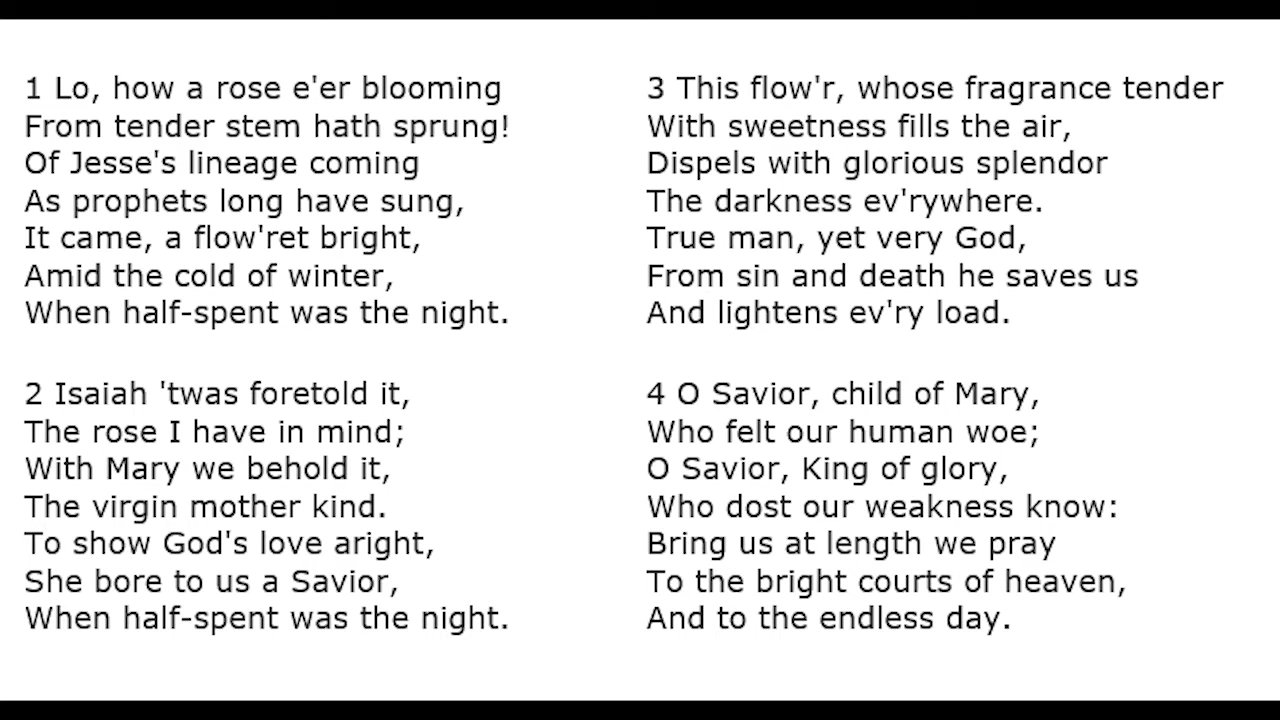 1 Lo, how a rose e'er blooming
From tender stem hath sprung!
Of Jesse's lineage coming
As prophets long have sung,
It came, a flow'ret bright,
Amid the cold of winter,
When half-spent was the night.
2 Isaiah 'twas foretold it,
The rose I have in mind;
With Mary we behold it,
The virgin mother kind.
To show God's love aright,
She bore to us a Savior,
When half-spent was the night.
3 This flow'r, whose fragrance tender
With sweetness fills the air,
Dispels with glorious splendor
The darkness ev'rywhere.
True man, yet very God,
From sin and death he saves us
And lightens ev'ry load.
4 O Savior, child of Mary,
Who felt our human woe;
O Savior, King of glory,
Who dost our weakness know:
Bring us at length we pray
To the bright courts of heaven,
And to the endless day.